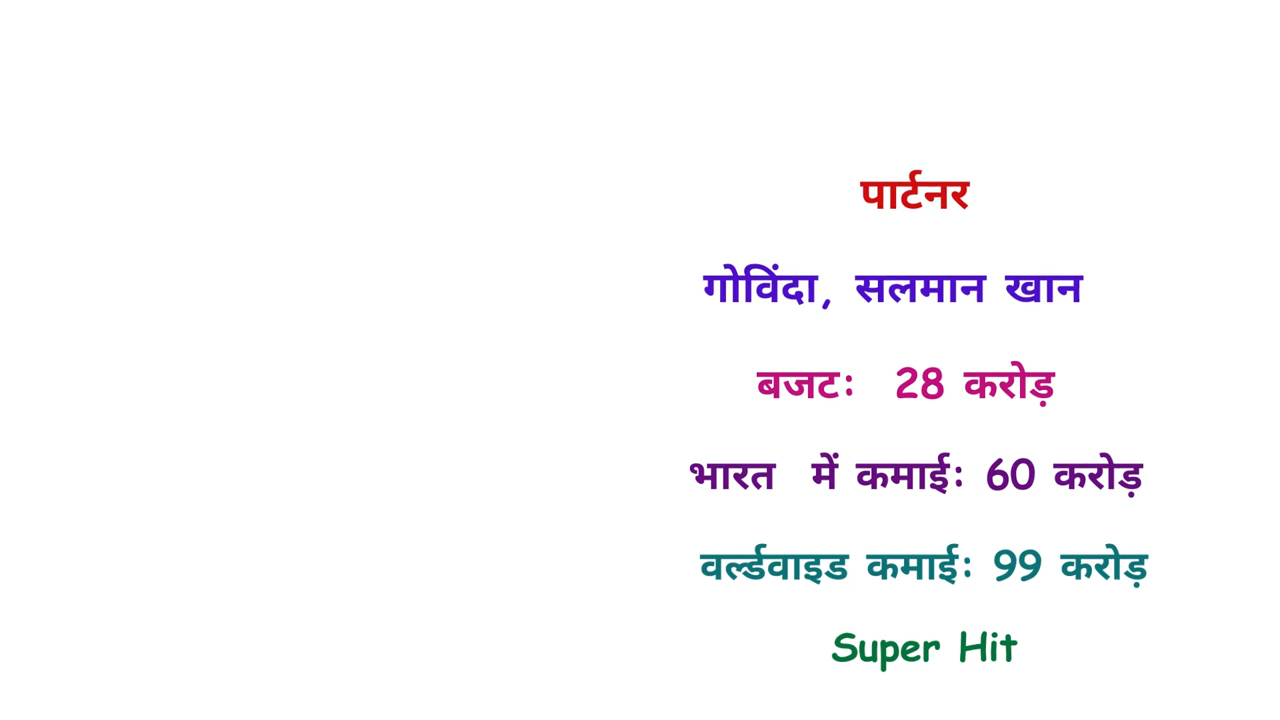 पार्टनर
गोविंदा, सलमान खान
बजट: 28 करोड़
भारत में कमाई: 60 करोड़
वर्ल्डवाइड कमाई: 99 करोड़
Super Hit